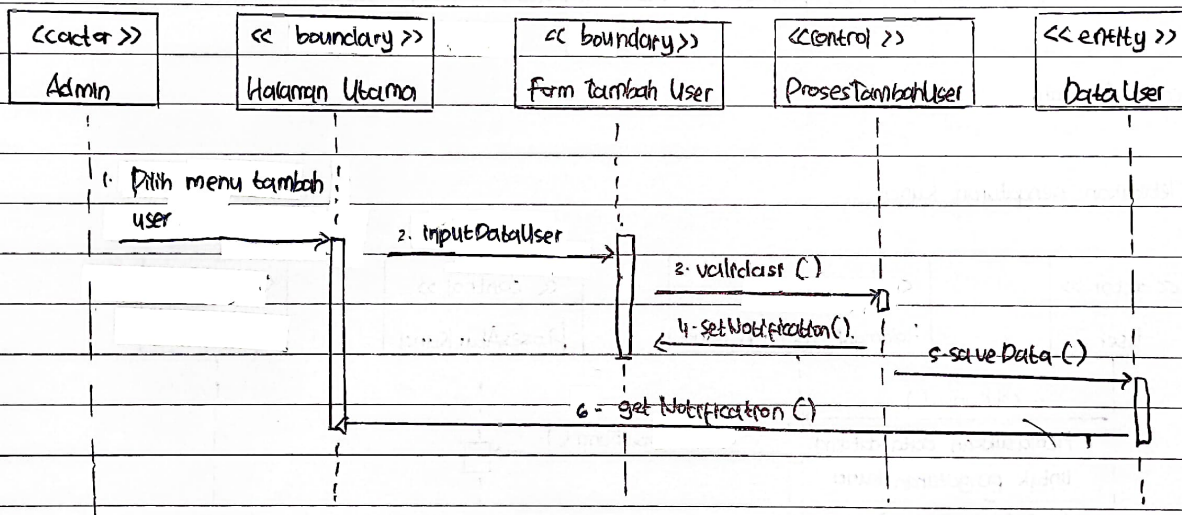 <<actor>>
Admin
<< boundary >>
Halaman Utama
<< boundary>>
Form tambah User
<<control>>
ProsesTambahUser
<< entity >>
Data User
1. Pilih menu tambah
user
2. inputDataUser
3. validasi ()
4. setNotification().
5. saveData ()
6 - get Notification ()